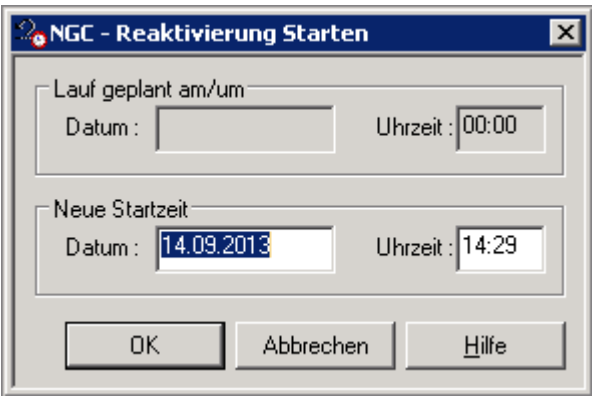 NGC - Reaktivierung Starten
Lauf geplant am/um
Datum : Uhrzeit : 00:00
Neue Startzeit
Datum : 14.09.2013 Uhrzeit : 14:29
OK Abbrechen Hilfe